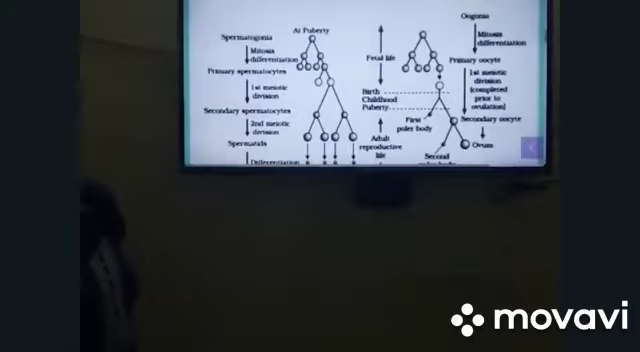 At Puberty
Spermatogonia
Mitosis
differentiation
Primary spermatocytes
1st meiotic
division
Secondary spermatocytes
2nd meiotic
division
Spermatids
Differentiation
Fetal life
Birth
Childhood
Puberty
First
poler body
Adult
reproductive
life
Second
Oogonia
Mitosis
differentiation
Primary oocyte
1st meiotic
division
(completed
prior to
ovulation)
Secondary oocyte
Ovum
movavi